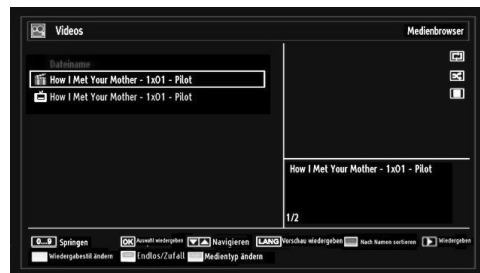 Videos Medienbrowser
Dateiname
How I Met Your Mother - 1x01 - Pilot
How I Met Your Mother - 1x01 - Pilot
How I Met Your Mother - 1x01 - Pilot
1/2
0...9 Springen OK Auswahl wiedergeben Navigieren LANG Vorschau wiedergeben Nach Namen sortieren Wiedergeben
Wiedergabestil ändern Endlos/Zufall Medientyp ändern